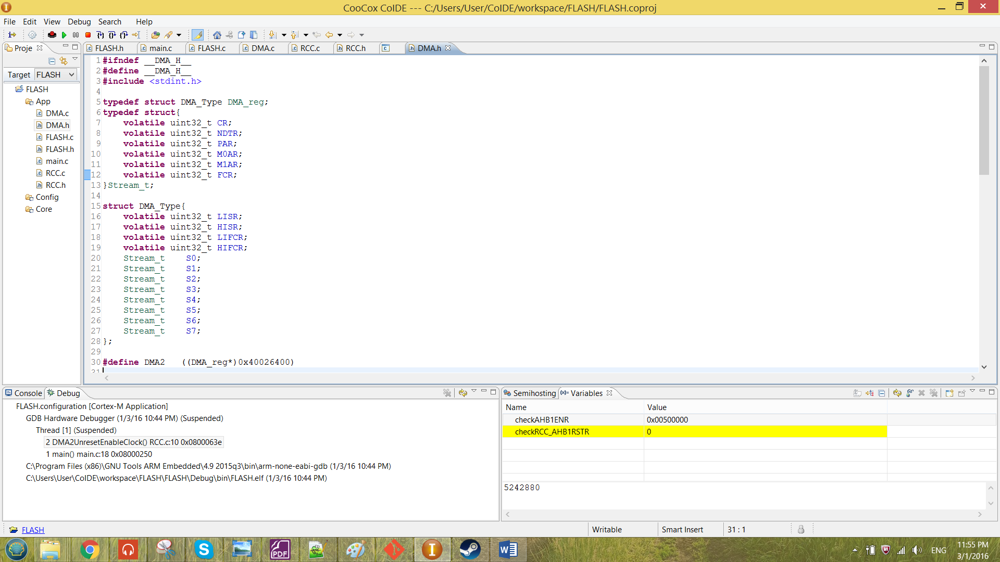 CooCox CoIDE --- C:/Users/User/CoIDE/workspace/FLASH/FLASH.coproj
File Edit View Debug Search Help
Proje
FLASH.h main.c FLASH.c DMA.c RCC.c RCC.h DMA.h
Target FLASH
FLASH
App
DMA.c
DMA.h
FLASH.c
FLASH.h
main.c
RCC.c
RCC.h
Config
Core
1 #ifndef __DMA_H__
2 #define __DMA_H__
3 #include <stdint.h>
4
5 typedef struct DMA_Type DMA_reg;
6 typedef struct{
7 volatile uint32_t CR;
8 volatile uint32_t NDTR;
9 volatile uint32_t PAR;
10 volatile uint32_t M0AR;
11 volatile uint32_t M1AR;
12 volatile uint32_t FCR;
13 }Stream_t;
14
15 struct DMA_Type{
16 volatile uint32_t LISR;
17 volatile uint32_t HISR;
18 volatile uint32_t LIFCR;
19 volatile uint32_t HIFCR;
20 Stream_t S0;
21 Stream_t S1;
22 Stream_t S2;
23 Stream_t S3;
24 Stream_t S4;
25 Stream_t S5;
26 Stream_t S6;
27 Stream_t S7;
28 };
29
30 #define DMA2 ((DMA_reg*)0x40026400)
31
Console Debug
FLASH.configuration [Cortex-M Application]
GDB Hardware Debugger (1/3/16 10:44 PM) (Suspended)
Thread [1] (Suspended)
2 DMA2UnresetEnableClock() RCC.c:10 0x0800063e
1 main() main.c:18 0x08000250
C:\Program Files (x86)\GNU Tools ARM Embedded\4.9 2015q3\bin\arm-none-eabi-gdb (1/3/16 10:44 PM)
C:\Users\User\CoIDE\workspace\FLASH\FLASH\Debug\bin\FLASH.elf (1/3/16 10:44 PM)
Semihosting (x)= Variables
Name Value
checkAHB1ENR 0x00500000
checkRCC_AHB1RSTR 0
5242880
FLASH
Writable Smart Insert 31 : 1
PDF
ENG
11:55 PM
3/1/2016